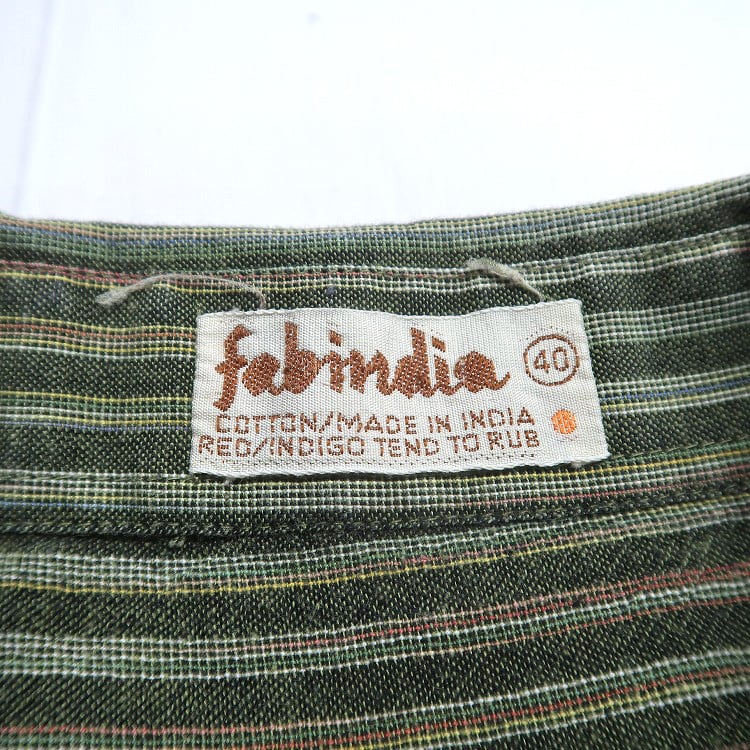 fabindia 40
COTTON/MADE IN INDIA
RED/INDIGO TEND TO RUB